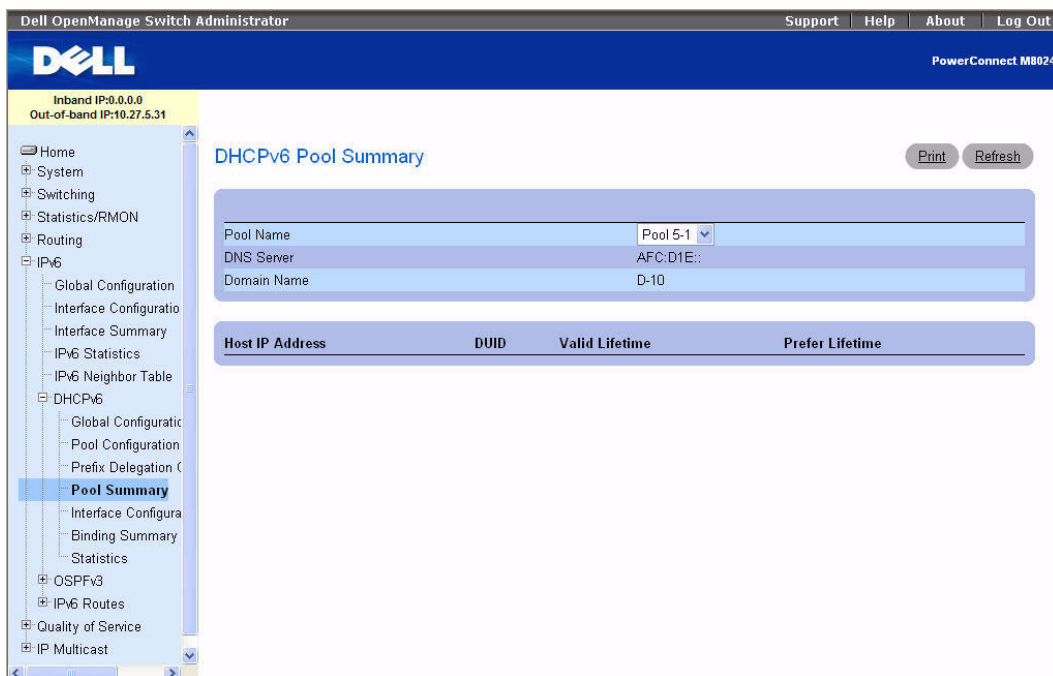 Dell OpenManage Switch Administrator
Support Help About Log Out
DELL
PowerConnect M8024
Inband IP:0.0.0.0
Out-of-band IP:10.27.5.31
Home
System
Switching
Statistics/RMON
Routing
IPv6
Global Configuration
Interface Configuratio
Interface Summary
IPv6 Statistics
IPv6 Neighbor Table
DHCPv6
Global Configuratic
Pool Configuration
Prefix Delegation C
Pool Summary
Interface Configura
Binding Summary
Statistics
OSPFv3
IPv6 Routes
Quality of Service
IP Multicast
DHCPv6 Pool Summary
Print Refresh
Pool Name Pool 5-1
DNS Server AFC:D1E::
Domain Name D-10
Host IP Address DUID Valid Lifetime Prefer Lifetime